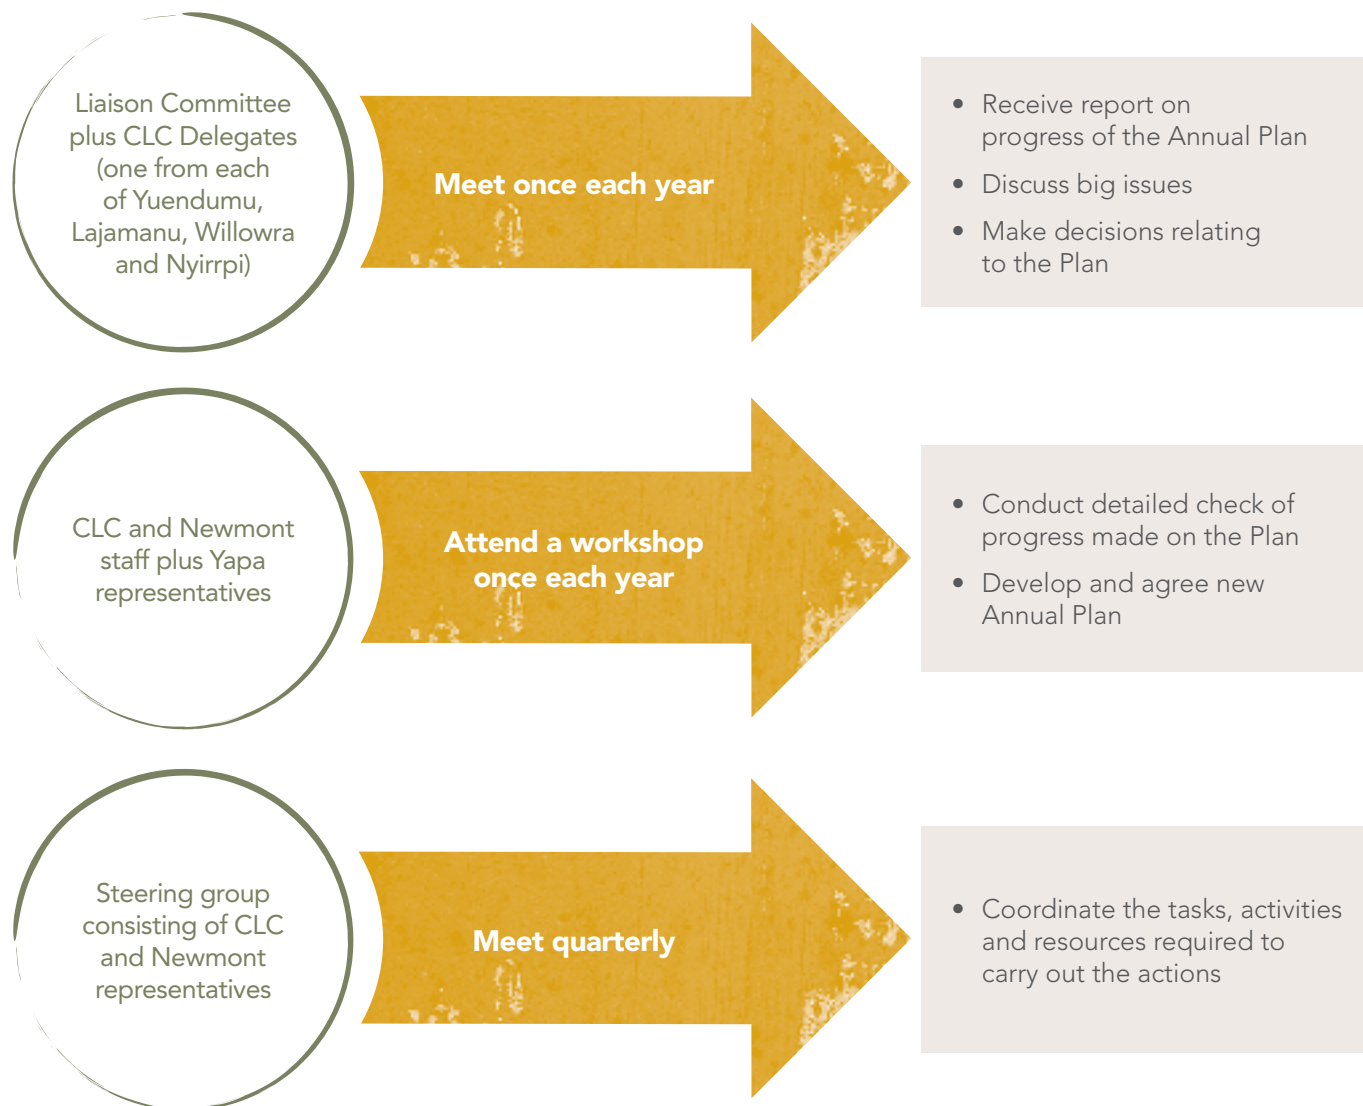 Liaison Committee
plus CLC Delegates
(one from each
of Yuendumu,
Lajamanu, Willowra
and Nyirrpi)
Meet once each year
• Receive report on
progress of the Annual Plan
• Discuss big issues
• Make decisions relating
to the Plan
CLC and Newmont
staff plus Yapa
representatives
Attend a workshop
once each year
• Conduct detailed check of
progress made on the Plan
• Develop and agree new
Annual Plan
Steering group
consisting of CLC
and Newmont
representatives
Meet quarterly
• Coordinate the tasks, activities
and resources required to
carry out the actions